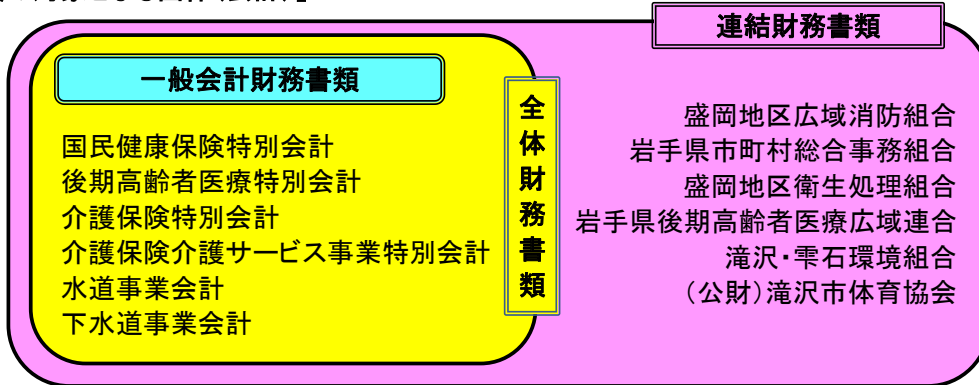 連結財務書類
一般会計財務書類
国民健康保険特別会計
後期高齢者医療特別会計
介護保険特別会計
介護保険介護サービス事業特別会計
水道事業会計
下水道事業会計
全体財務書類
盛岡地区広域消防組合
岩手県市町村総合事務組合
盛岡地区衛生処理組合
岩手県後期高齢者医療広域連合
滝沢・雫石環境組合
（公財）滝沢市体育協会